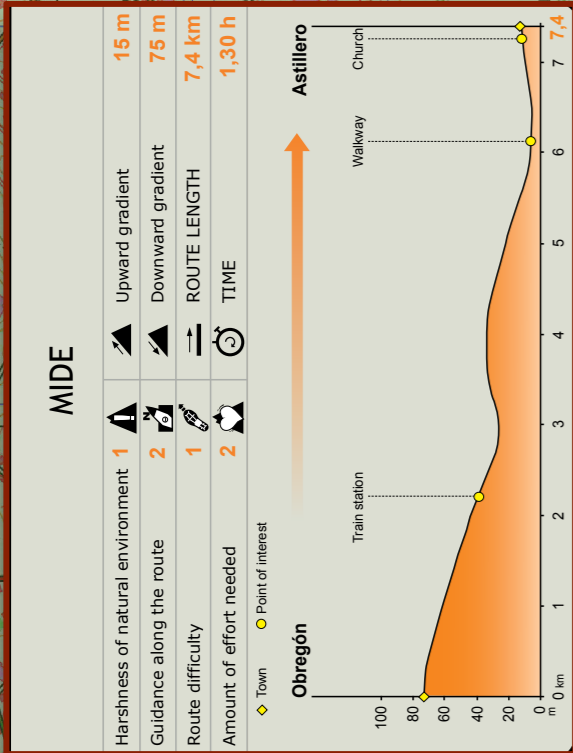 MIDE
Harshness of natural environment 1 Upward gradient 15 m
Guidance along the route 2 N e Downward gradient 75 m
Route difficulty 1 ROUTE LENGTH 7,4 km
Amount of effort needed 2 TIME 1,30 h
Town Point of interest
Obregón Astillero
Train station Walkway Church
100
80
60
40
20
0
m
0 km 1 2 3 4 5 6 7 7,4